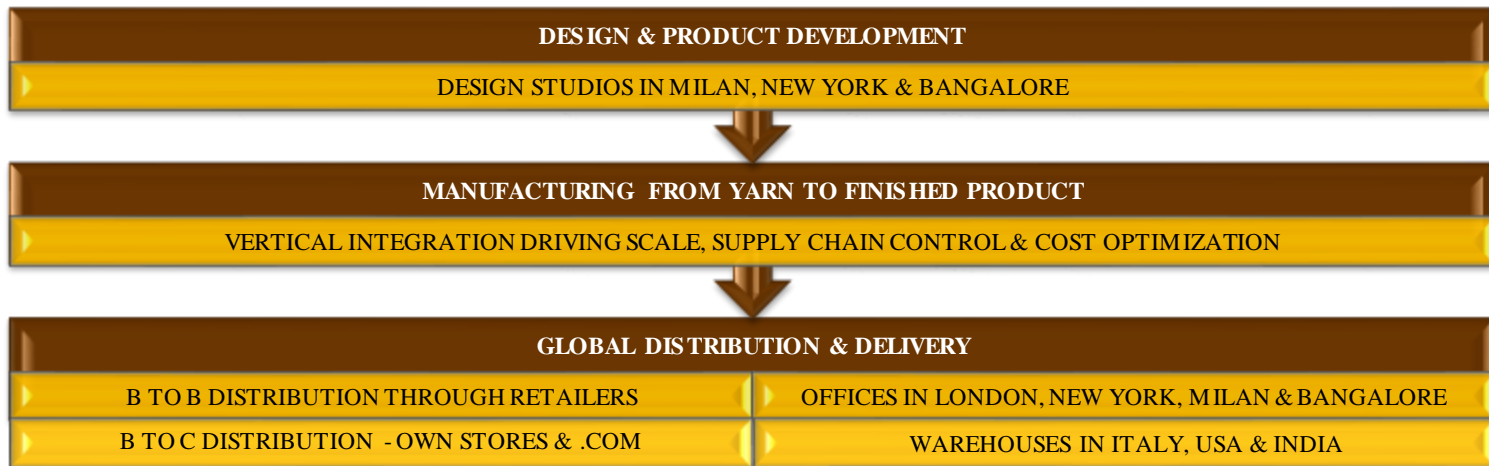 DESIGN & PRODUCT DEVELOPMENT
DESIGN STUDIOS IN MILAN, NEW YORK & BANGALORE
MANUFACTURING FROM YARN TO FINISHED PRODUCT
VERTICAL INTEGRATION DRIVING SCALE, SUPPLY CHAIN CONTROL & COST OPTIMIZATION
GLOBAL DISTRIBUTION & DELIVERY
B TO B DISTRIBUTION THROUGH RETAILERS
OFFICES IN LONDON, NEW YORK, MILAN & BANGALORE
B TO C DISTRIBUTION - OWN STORES & .COM
WAREHOUSES IN ITALY, USA & INDIA